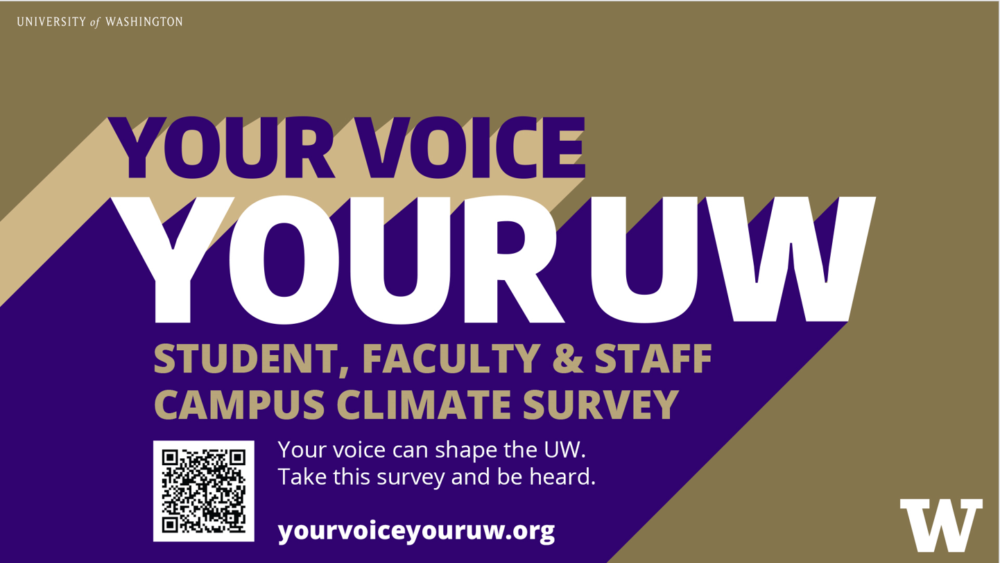 UNIVERSITY of WASHINGTON
YOUR VOICE
YOUR UW
STUDENT, FACULTY & STAFF
CAMPUS CLIMATE SURVEY
Your voice can shape the UW.
Take this survey and be heard.
yourvoiceyouruw.org
W